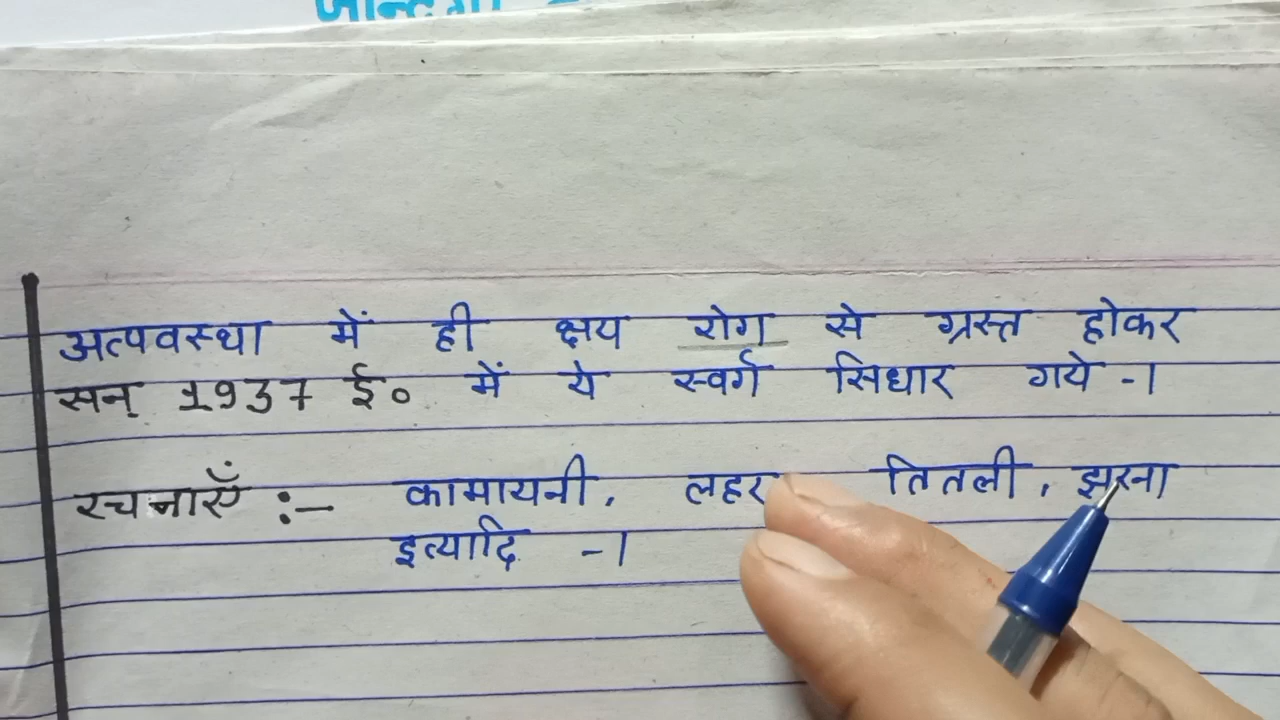 अल्पवस्था में ही क्षय रोग से ग्रस्त होकर
सन् 1937 ई० में ये स्वर्ग सिधार गये -।
रचनाएँ :- कामायनी, लहर तितली, झरना
इत्यादि -।